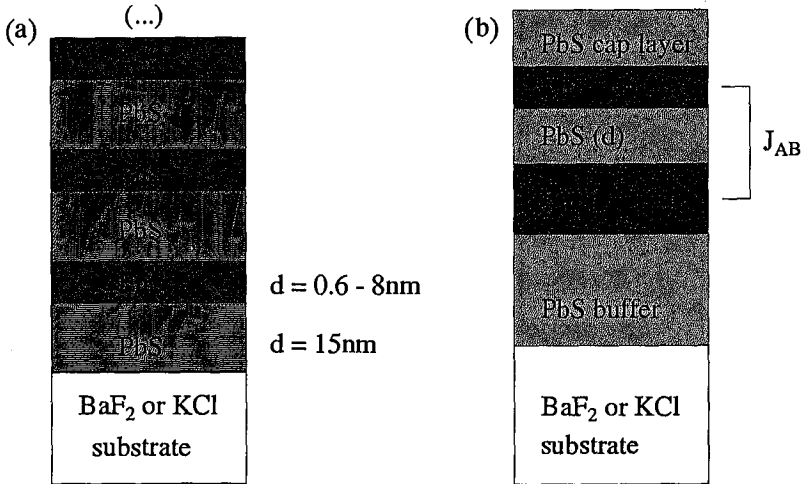 (a)
(...)
PbS
PbS
d = 0.6 - 8nm
PbS
d = 15nm
BaF₂ or KCl
substrate
(b)
PbS cap layer
PbS (d)
J_AB
PbS buffer
BaF₂ or KCl
substrate